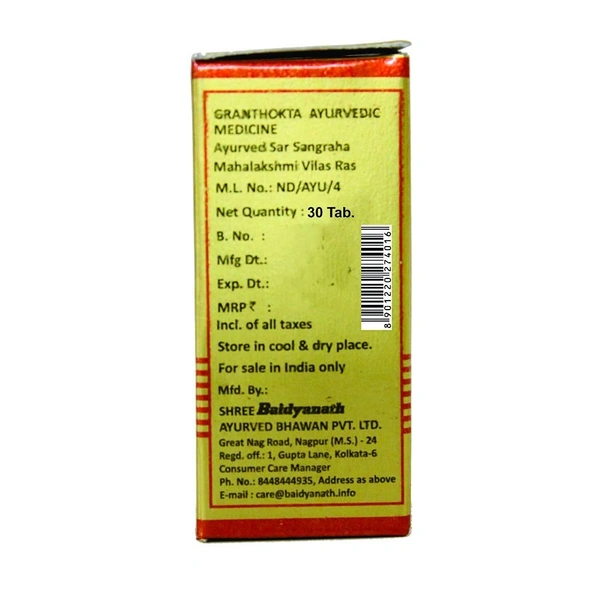 GRANTHOKTA AYURVEDIC
MEDICINE
Ayurved Sar Sangraha
Mahalakshmi Vilas Ras
M.L. No.: ND/AYU/4
Net Quantity : 30 Tab.
B. No. :
Mfg Dt.:
Exp. Dt.:
MRP ₹ :
Incl. of all taxes
Store in cool & dry place.
For sale in India only
Mfd. By.:
SHREE Baidyanath
AYURVED BHAWAN PVT. LTD.
Great Nag Road, Nagpur (M.S.) - 24
Regd. off.: 1, Gupta Lane, Kolkata-6
Consumer Care Manager
Ph. No.: 8448444935, Address as above
E-mail : care@baidyanath.info
8 901220 274016